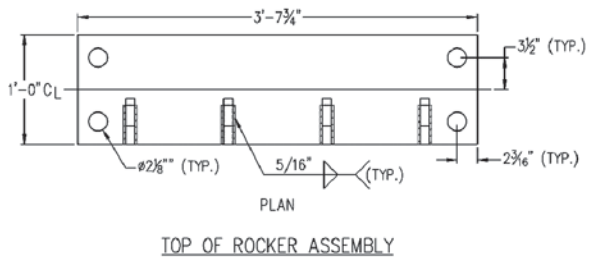 3'-7¾"
3½" (TYP.)
1'-0" CL
ø2⅛"" (TYP.)
5/16"
(TYP.)
2³⁄₁₆" (TYP.)
PLAN
TOP OF ROCKER ASSEMBLY